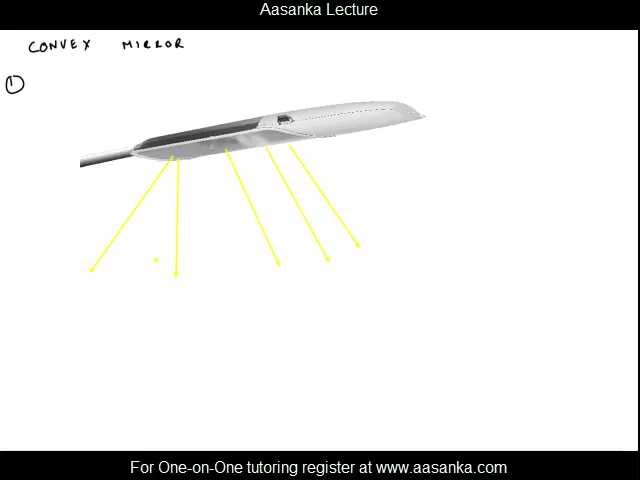 Aasanka Lecture
CONVEX MIRROR
1
For One-on-One tutoring register at www.aasanka.com